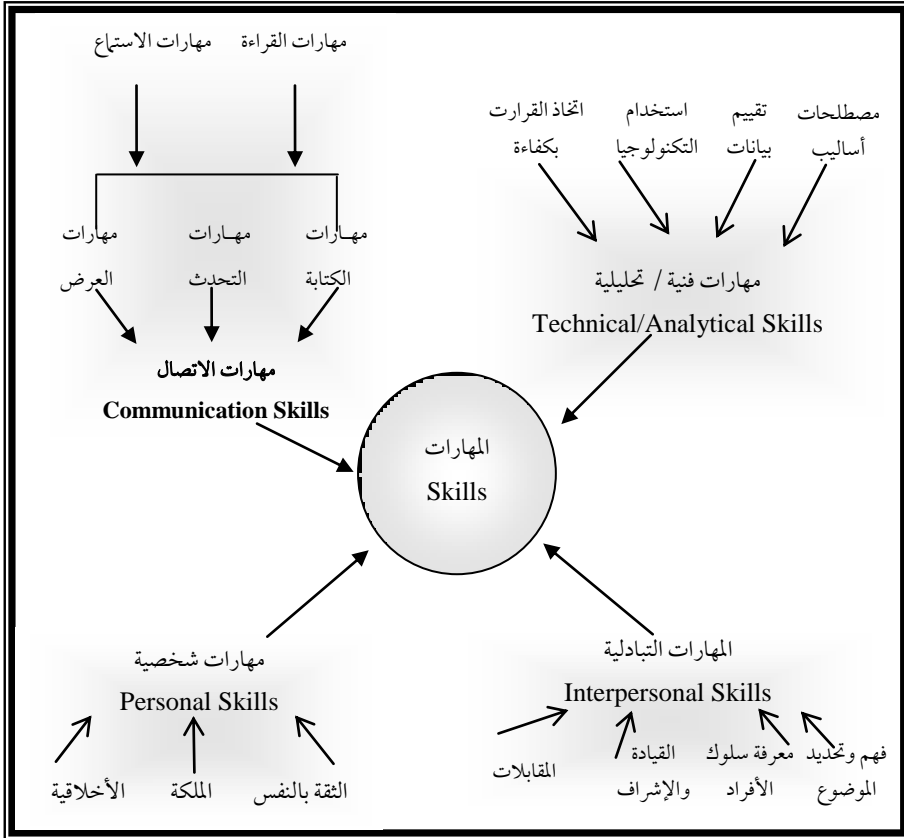 مهارات القراءة
مهارات الاستماع
مهــارات
الكتابة
مهــارات
التحدث
مهارات
العرض
مهارات الاتصال
Communication Skills
مصطلحات
أساليب
تقييم
بيانات
استخدام
التكنولوجيا
اتخاذ القرارت
بكفاءة
مهارات فنية / تحليلية
Technical/Analytical Skills
المهارات
Skills
المهارات التبادلية
Interpersonal Skills
فهم وتحديد
الموضوع
معرفة سلوك
الأفراد
القيادة
والإشراف
المقابلات
مهارات شخصية
Personal Skills
الثقة بالنفس
الملكة
الأخلاقية